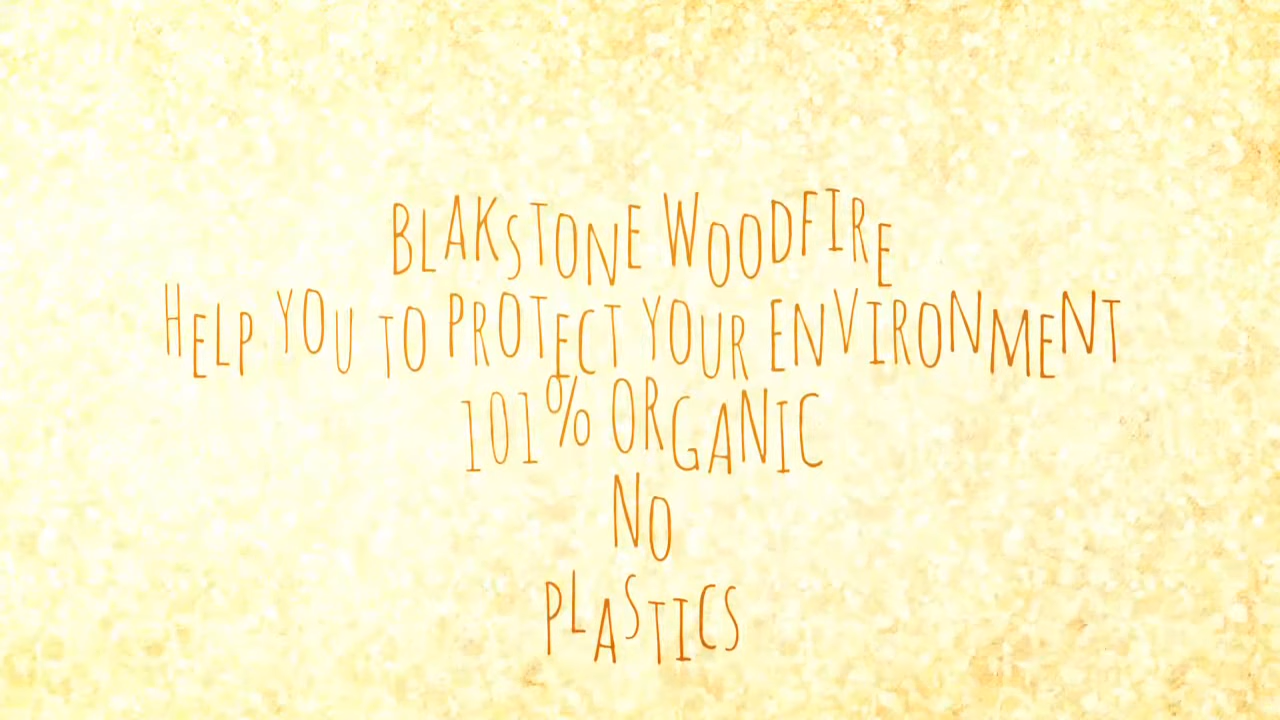 Blakstone Woodfire
Help you to protect your environment
101% Organic
No
plastics